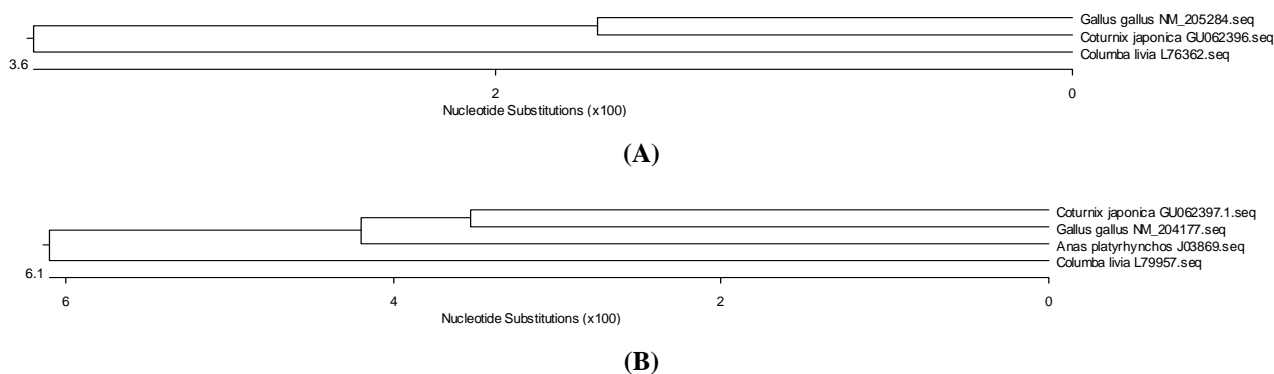 Gallus gallus NM_205284.seq
Coturnix japonica GU062396.seq
Columba livia L76362.seq
3.6
2 0
Nucleotide Substitutions (x100)
(A)
Coturnix japonica GU062397.1.seq
Gallus gallus NM_204177.seq
Anas platyrhynchos J03869.seq
Columba livia L79957.seq
6.1
6 4 2 0
Nucleotide Substitutions (x100)
(B)